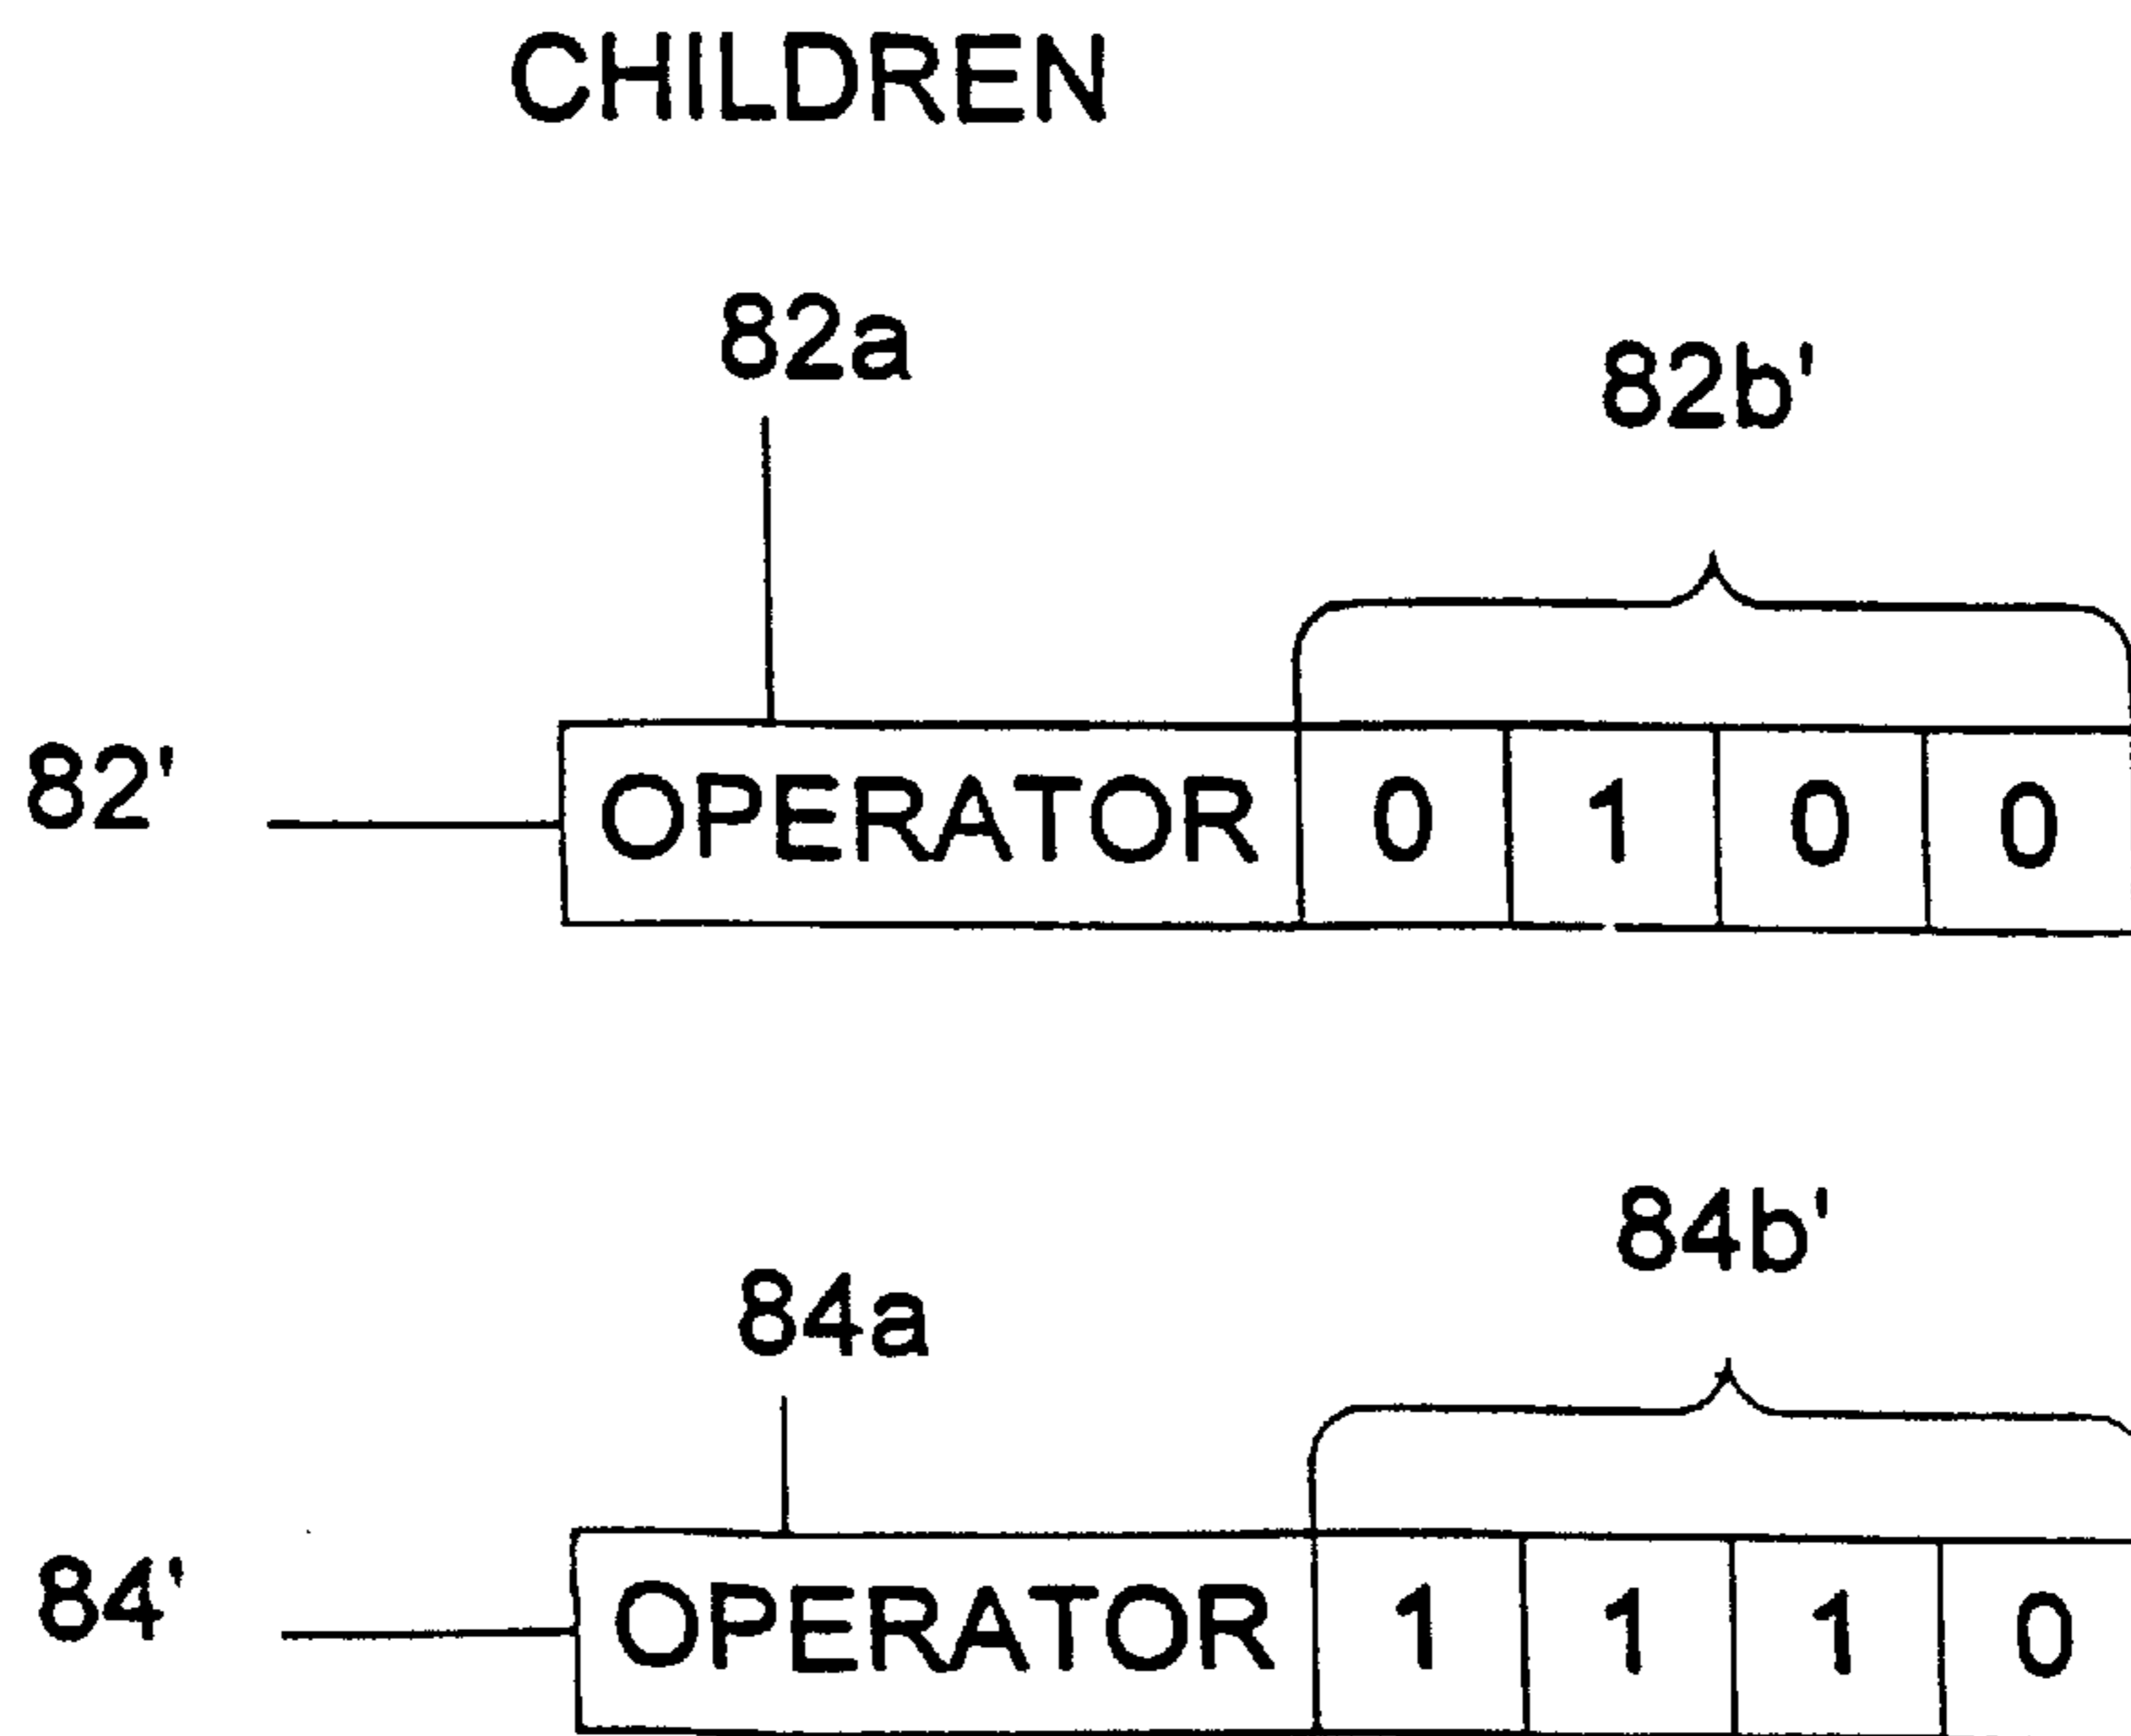 CHILDREN
82a
82b'
82'
OPERATOR 0 1 0 0
84b'
84a
84'
OPERATOR 1 1 1 0